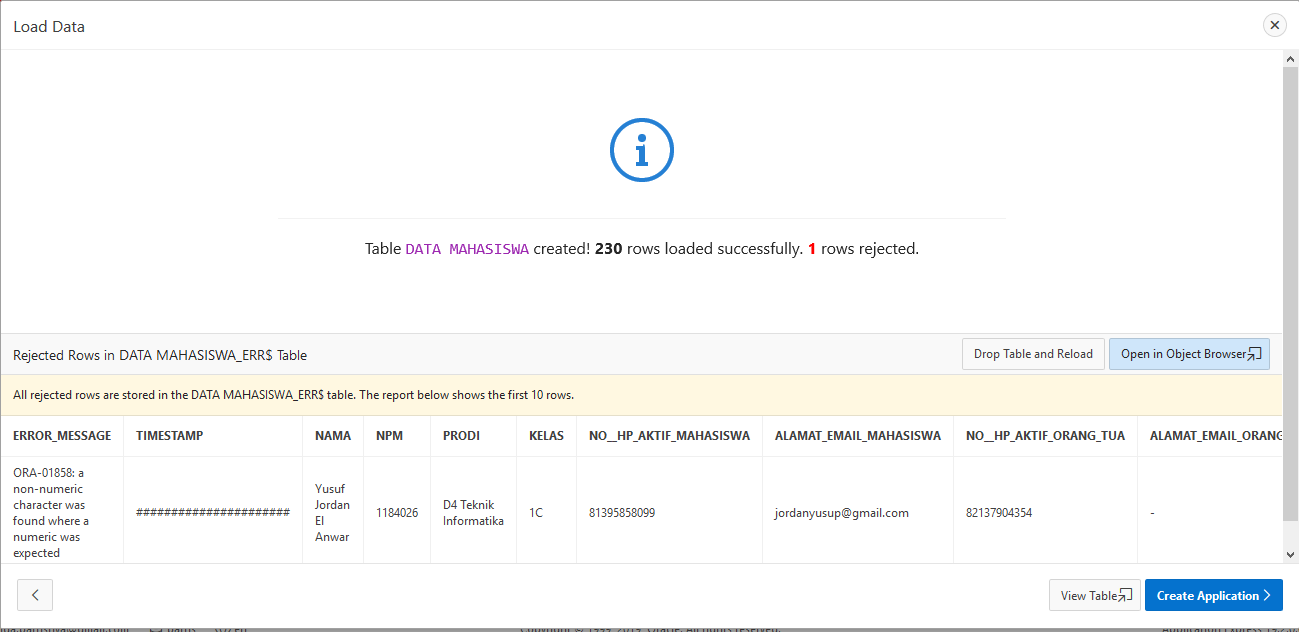 Load Data
Table DATA MAHASISWA created! 230 rows loaded successfully. 1 rows rejected.
Rejected Rows in DATA MAHASISWA_ERR$ Table
Drop Table and Reload
Open in Object Browser
All rejected rows are stored in the DATA MAHASISWA_ERR$ table. The report below shows the first 10 rows.
ERROR_MESSAGE TIMESTAMP NAMA NPM PRODI KELAS NO__HP_AKTIF_MAHASISWA ALAMAT_EMAIL_MAHASISWA NO__HP_AKTIF_ORANG_TUA ALAMAT_EMAIL_ORANG
ORA-01858: a
non-numeric
character was
found where a
numeric was
expected
######################
Yusuf
Jordan
El
Anwar
1184026
D4 Teknik
Informatika
1C
81395858099
jordanyusup@gmail.com
82137904354
-
View Table
Create Application